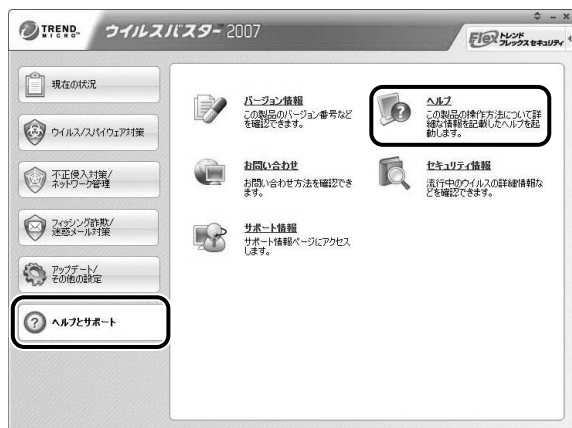 TREND MICRO ウイルスバスター 2007
Flex トレンド フレックス セキュリティ
現在の状況
ウイルス/スパイウェア対策
不正侵入対策/
ネットワーク管理
フィッシング詐欺/
迷惑メール対策
アップデート/
その他の設定
ヘルプとサポート
バージョン情報
この製品のバージョン番号など
を確認できます。
ヘルプ
この製品の操作方法について詳
細な情報を記載したヘルプを起
動します。
お問い合わせ
お問い合わせ方法を確認でき
ます。
セキュリティ情報
流行中のウイルスの詳細情報な
どを確認できます。
サポート情報
サポート情報ページにアクセス
します。